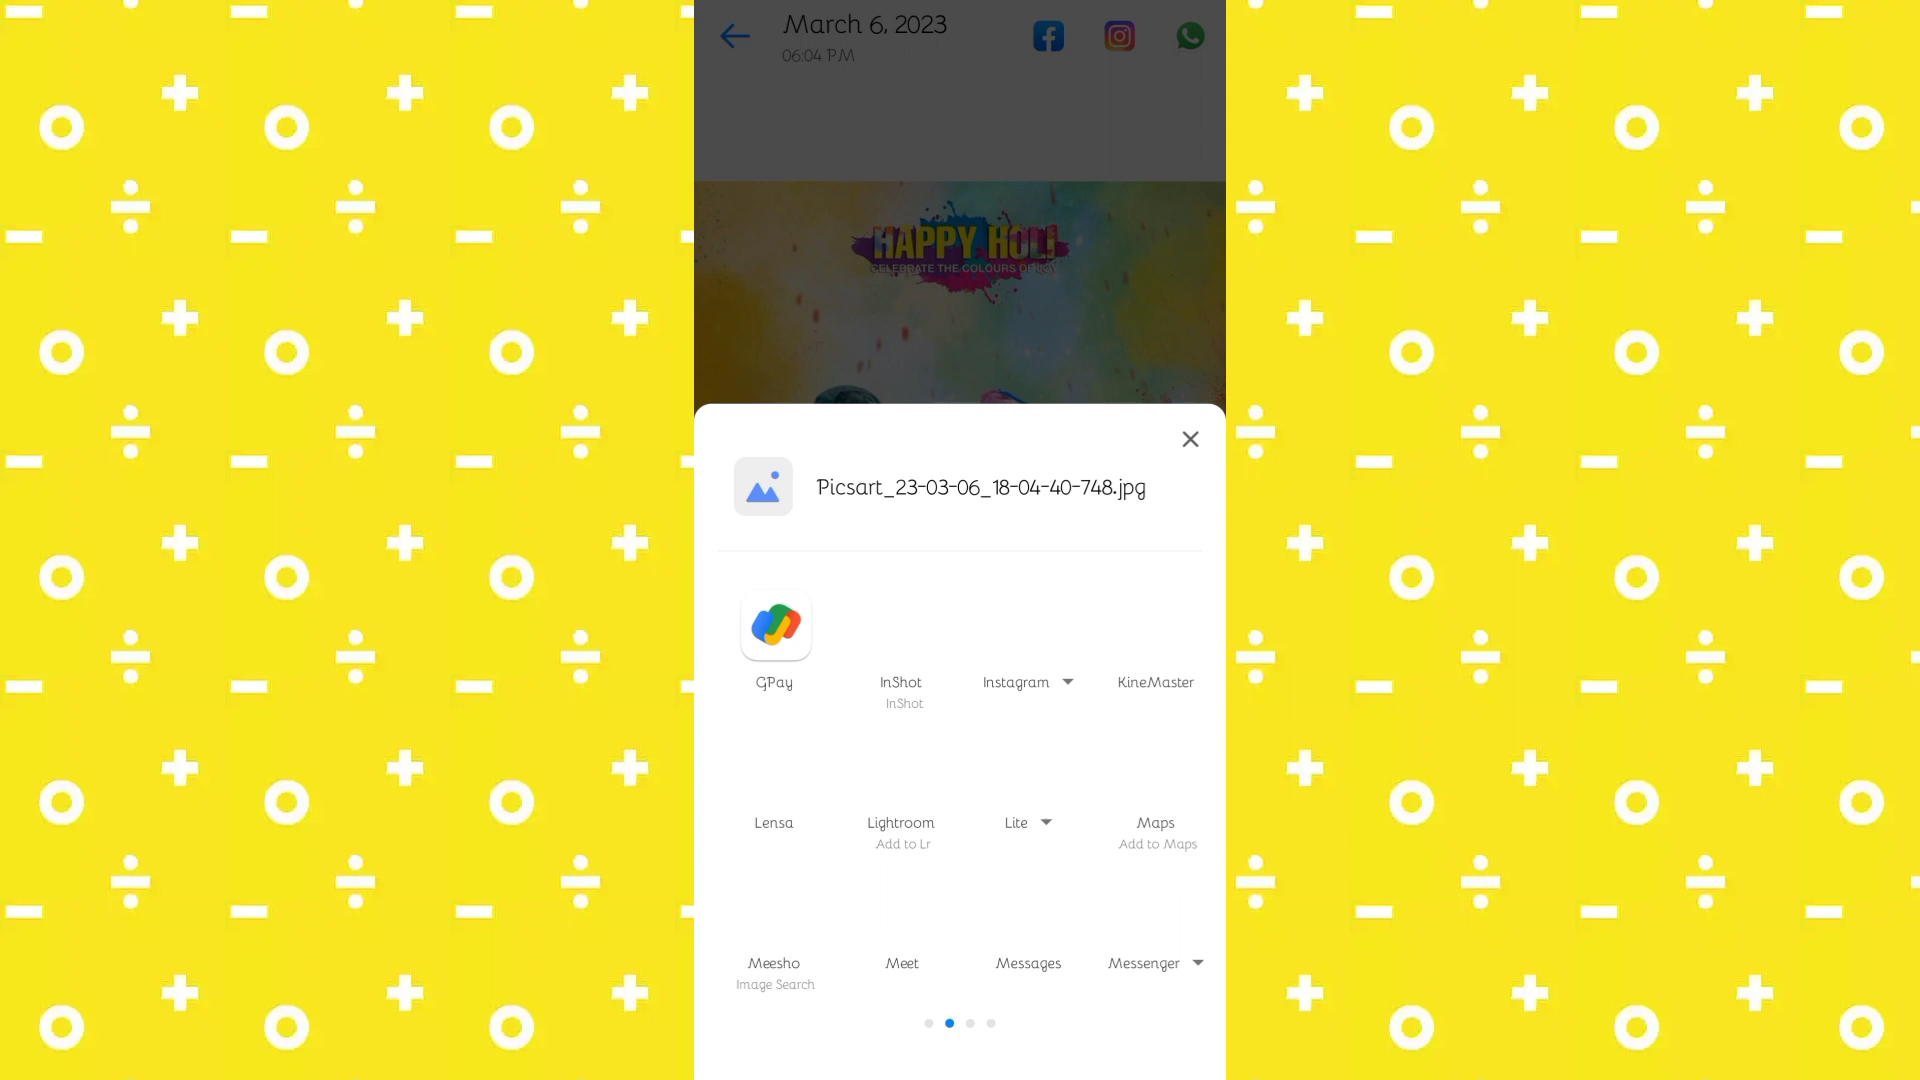 March 6, 2023
06:04 PM
HAPPY HOLI
CELEBRATE THE COLOURS OF JOY
Picsart_23-03-06_18-04-40-748.jpg
GPay
InShot
InShot
Instagram
KineMaster
Lensa
Lightroom
Add to Lr
Lite
Maps
Add to Maps
Meesho
Image Search
Meet
Messages
Messenger